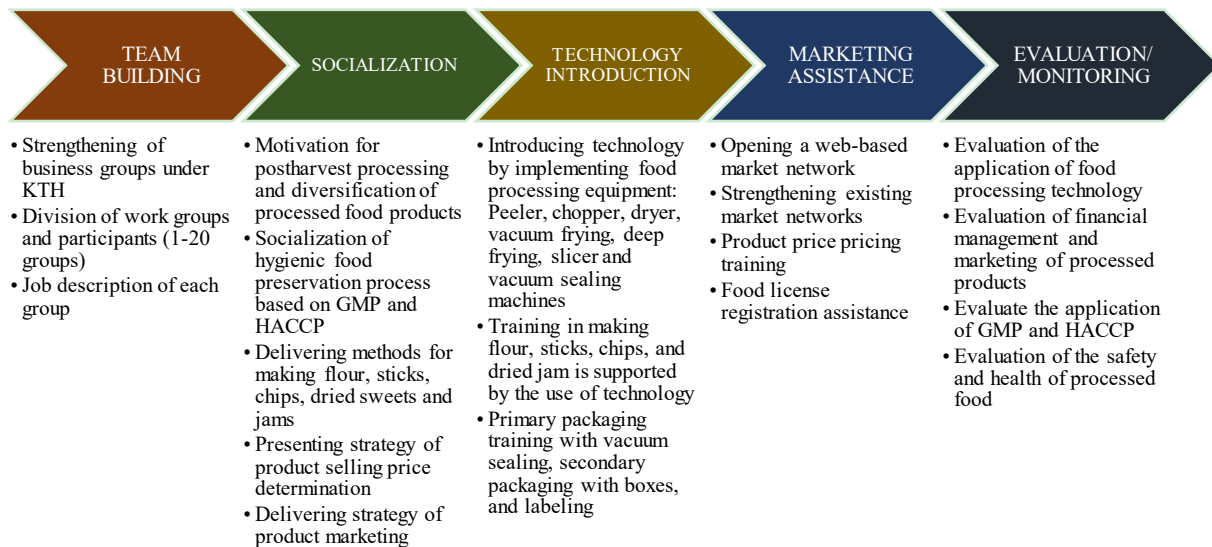 TEAM
BUILDING
SOCIALIZATION
TECHNOLOGY
INTRODUCTION
MARKETING
ASSISTANCE
EVALUATION/
MONITORING
• Strengthening of
business groups under
KTH
• Division of work groups
and participants (1-20
groups)
• Job description of each
group
• Motivation for
postharvest processing
and diversification of
processed food products
• Socialization of
hygienic food
preservation process
based on GMP and
HACCP
• Delivering methods for
making flour, sticks,
chips, dried sweets and
jams
• Presenting strategy of
product selling price
determination
• Delivering strategy of
product marketing
• Introducing technology
by implementing food
processing equipment:
Peeler, chopper, dryer,
vacuum frying, deep
frying, slicer and
vacuum sealing
machines
• Training in making
flour, sticks, chips, and
dried jam is supported
by the use of technology
• Primary packaging
training with vacuum
sealing, secondary
packaging with boxes,
and labeling
• Opening a web-based
market network
• Strengthening existing
market networks
• Product price pricing
training
• Food license
registration assistance
• Evaluation of the
application of food
processing technology
• Evaluation of financial
management and
marketing of processed
products
• Evaluate the application
of GMP and HACCP
• Evaluation of the safety
and health of processed
food